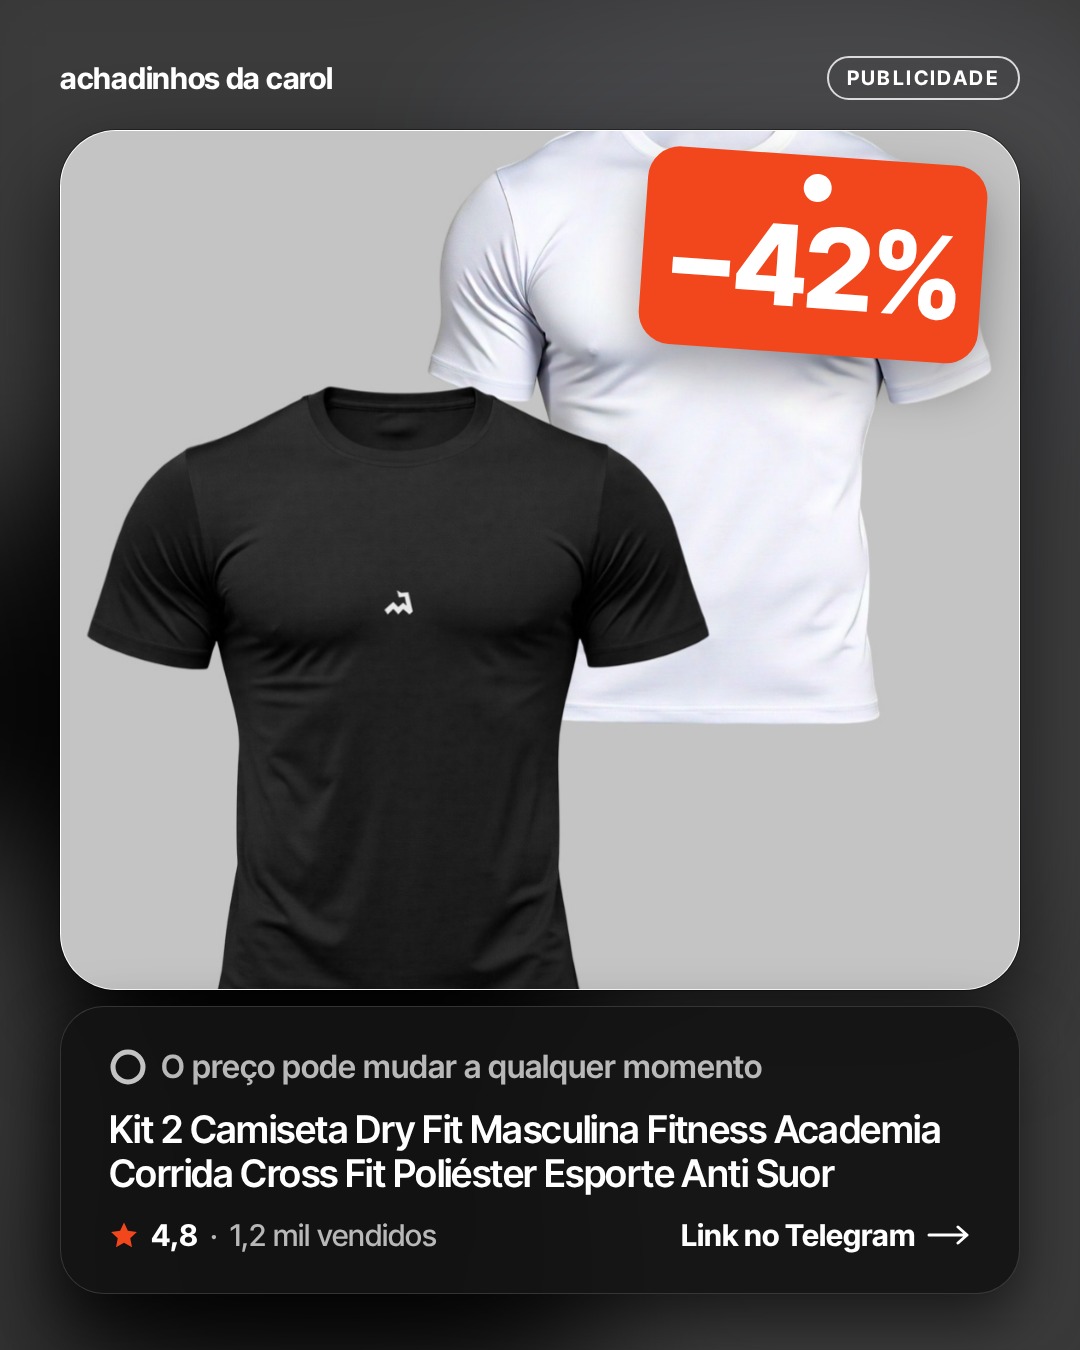 achadinhos da carol
PUBLICIDADE
–42%
O preço pode mudar a qualquer momento
Kit 2 Camiseta Dry Fit Masculina Fitness Academia
Corrida Cross Fit Poliéster Esporte Anti Suor
4,8 · 1,2 mil vendidos
Link no Telegram →